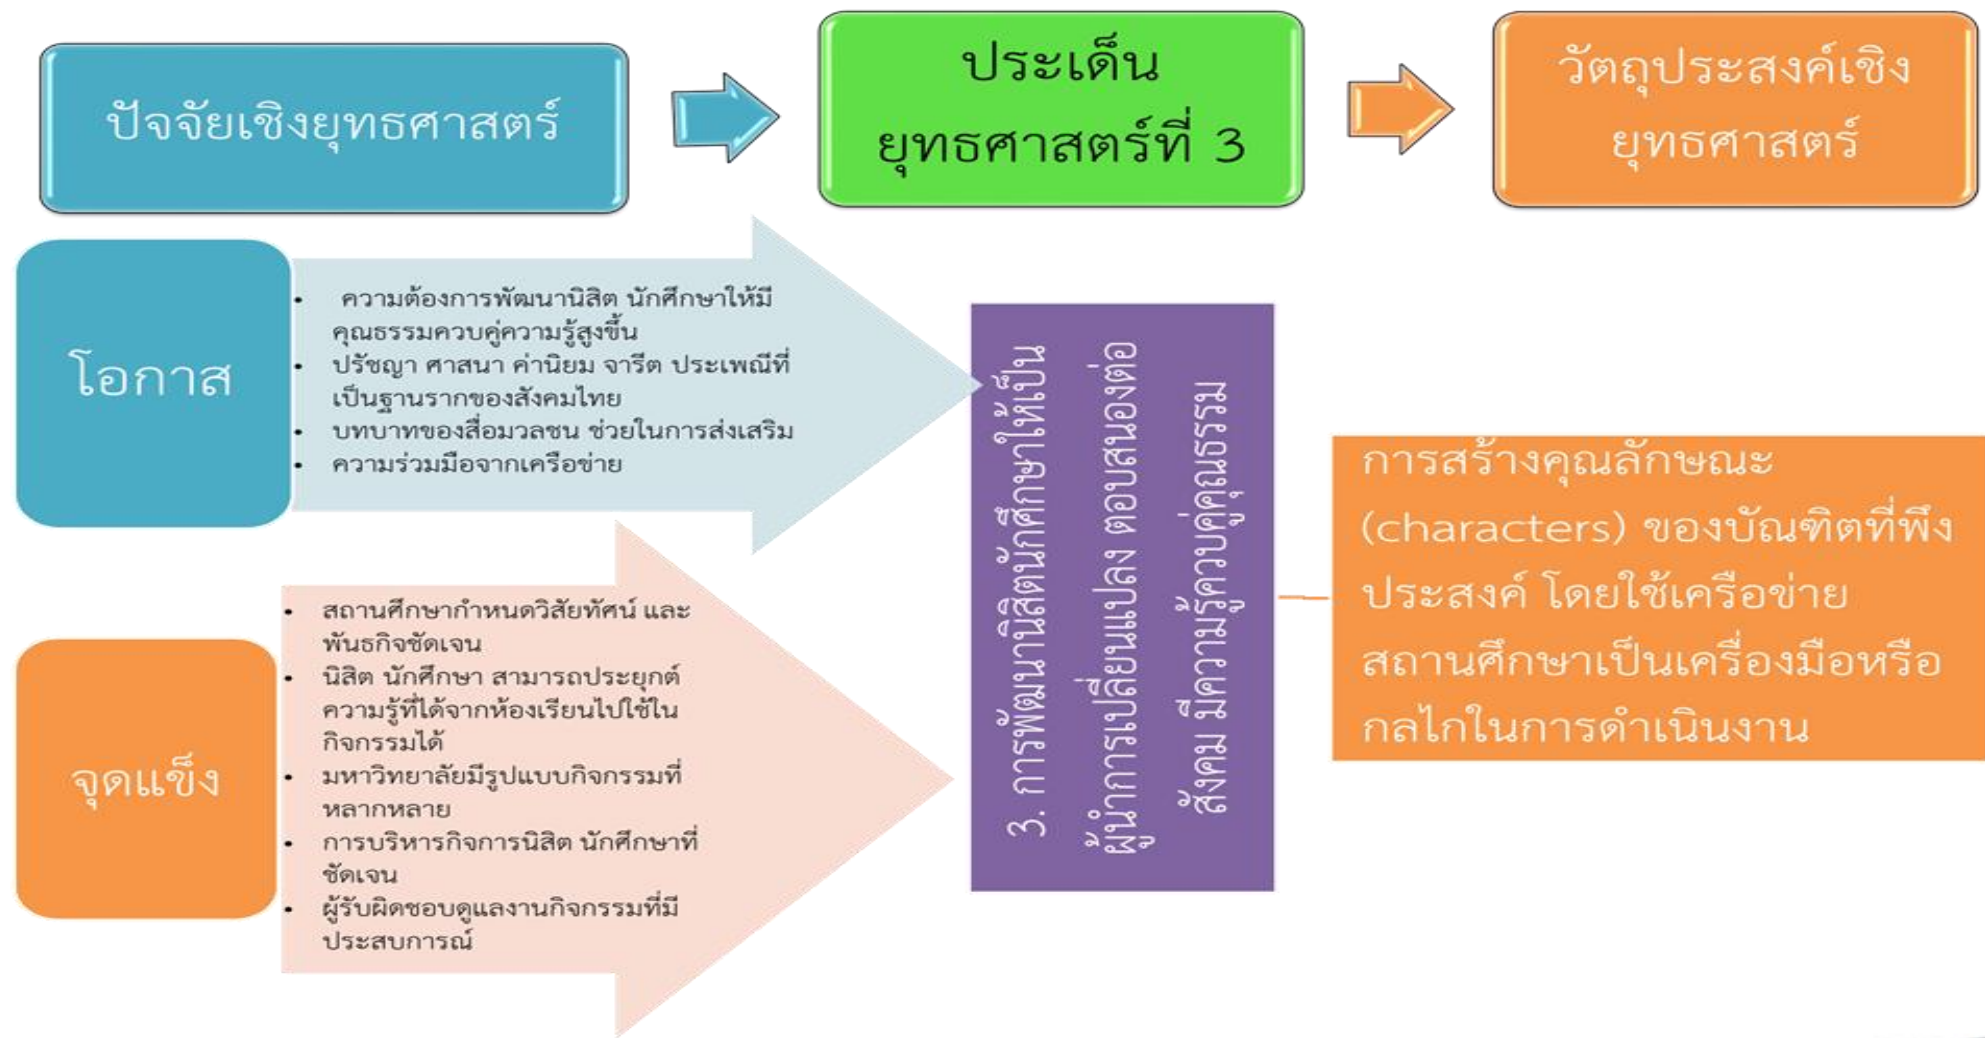 ปัจจัยเชิงยุทธศาสตร์
ประเด็น
ยุทธศาสตร์ที่ 3
วัตถุประสงค์เชิง
ยุทธศาสตร์
โอกาส
• ความต้องการพัฒนานิสิต นักศึกษาให้มี
คุณธรรมควบคู่ความรู้สูงขึ้น
• ปรัชญา ศาสนา ค่านิยม จารีต ประเพณีที่
เป็นฐานรากของสังคมไทย
• บทบาทของสื่อมวลชน ช่วยในการส่งเสริม
• ความร่วมมือจากเครือข่าย
จุดแข็ง
• สถานศึกษากำหนดวิสัยทัศน์ และ
พันธกิจชัดเจน
• นิสิต นักศึกษา สามารถประยุกต์
ความรู้ที่ได้จากห้องเรียนไปใช้ใน
กิจกรรมได้
• มหาวิทยาลัยมีรูปแบบกิจกรรมที่
หลากหลาย
• การบริหารกิจการนิสิต นักศึกษาที่
ชัดเจน
• ผู้รับผิดชอบดูแลงานกิจกรรมที่มี
ประสบการณ์
3. การพัฒนานิสิตนักศึกษาให้เป็น
ผู้นำการเปลี่ยนแปลง ตอบสนองต่อ
สังคม มีความรู้ควบคู่คุณธรรม
การสร้างคุณลักษณะ
(characters) ของบัณฑิตที่พึง
ประสงค์ โดยใช้เครือข่าย
สถานศึกษาเป็นเครื่องมือหรือ
กลไกในการดำเนินงาน